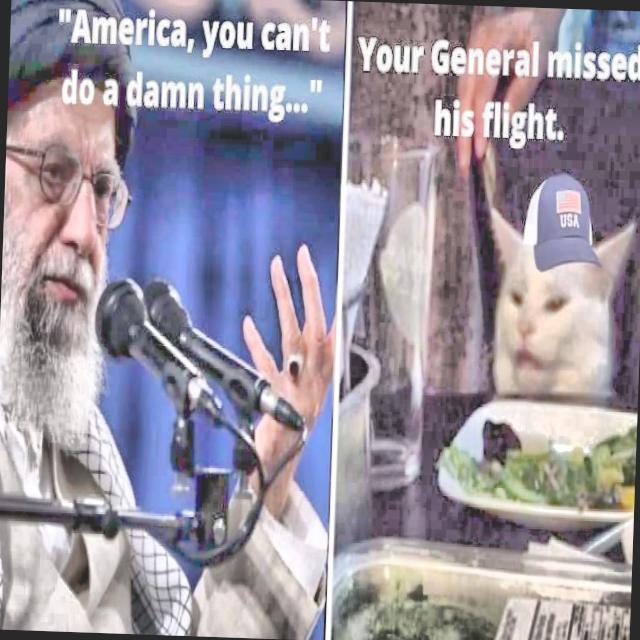 "America, you can't
do a damn thing..."
Your General missed
his flight.
USA